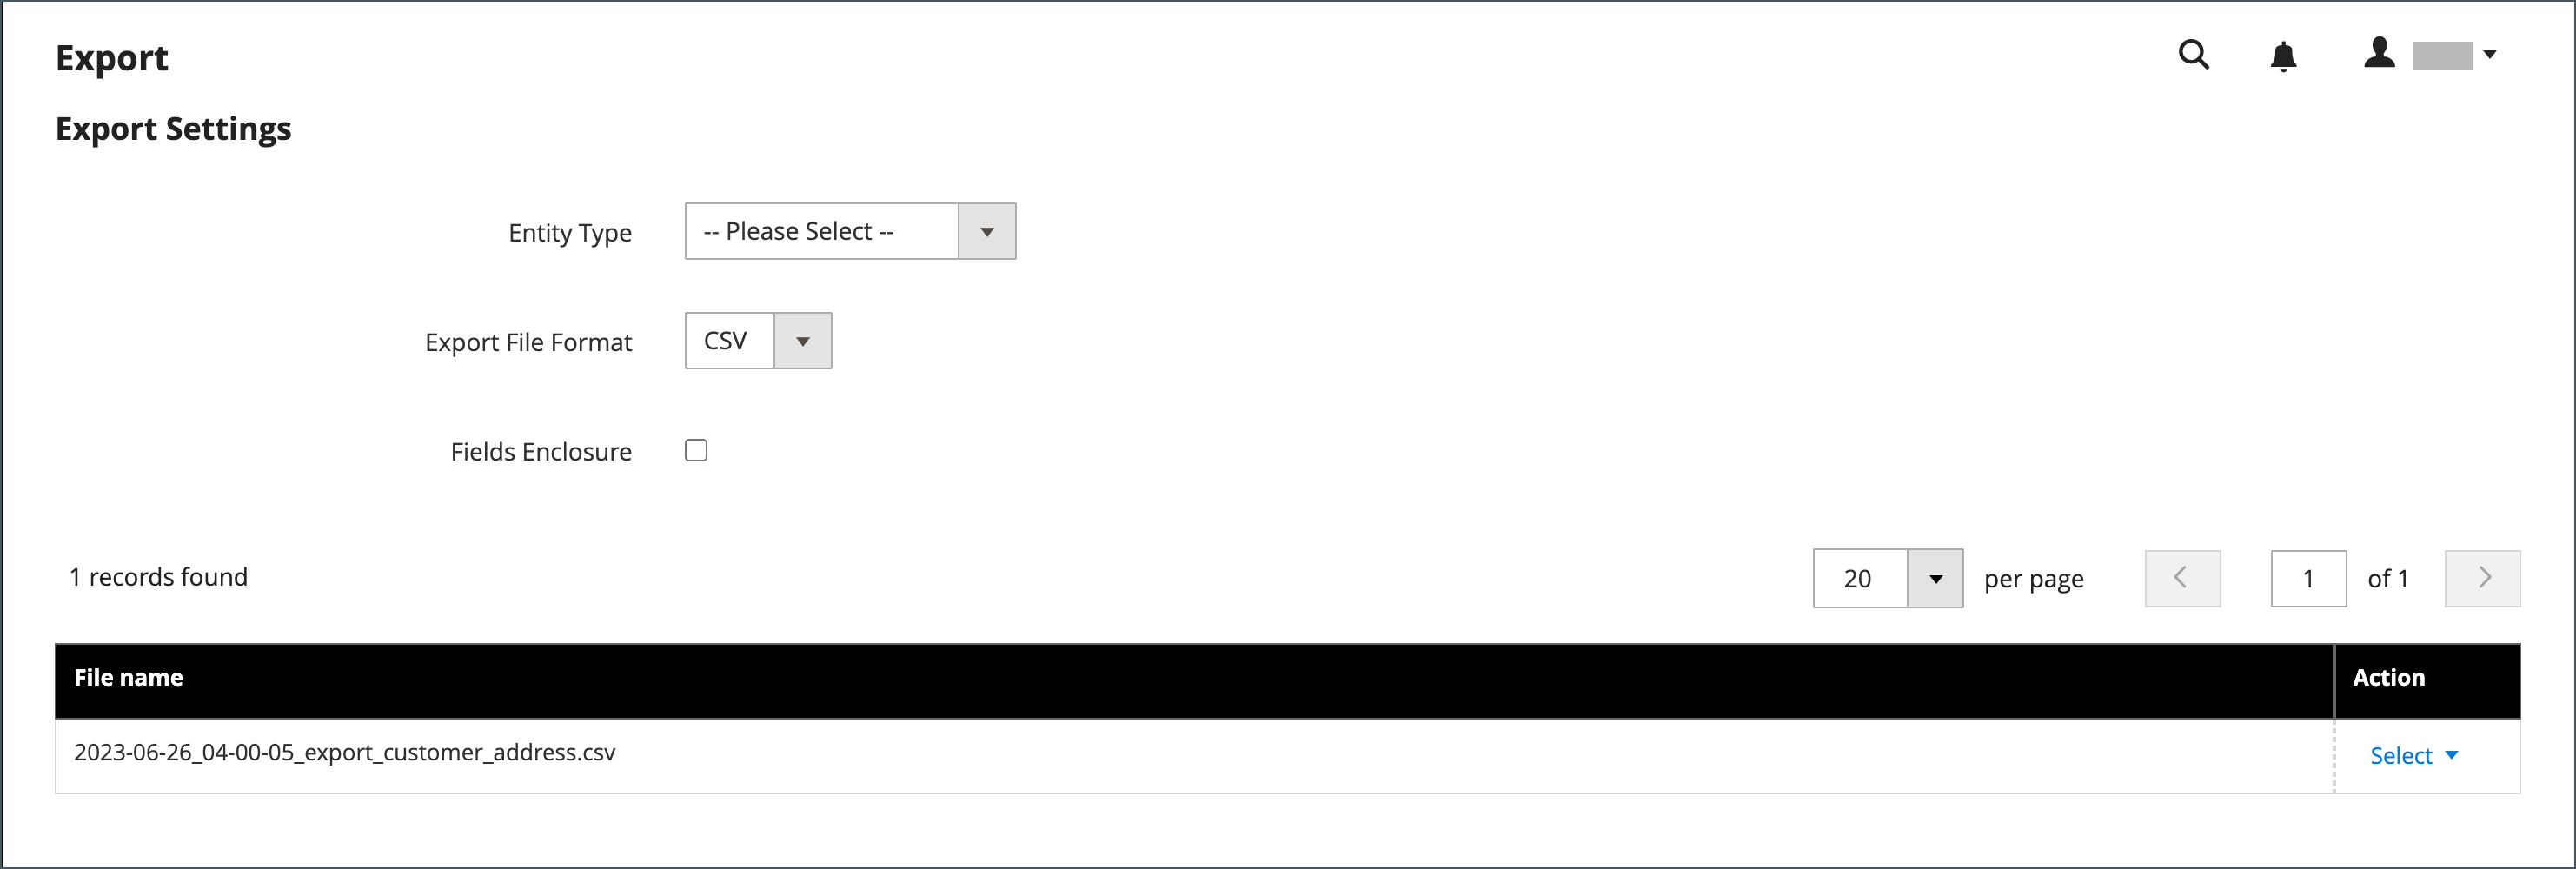 Export
Export Settings
Entity Type
-- Please Select --
Export File Format
CSV
Fields Enclosure
1 records found
20
per page
1
of 1
File name
Action
2023-06-26_04-00-05_export_customer_address.csv
Select